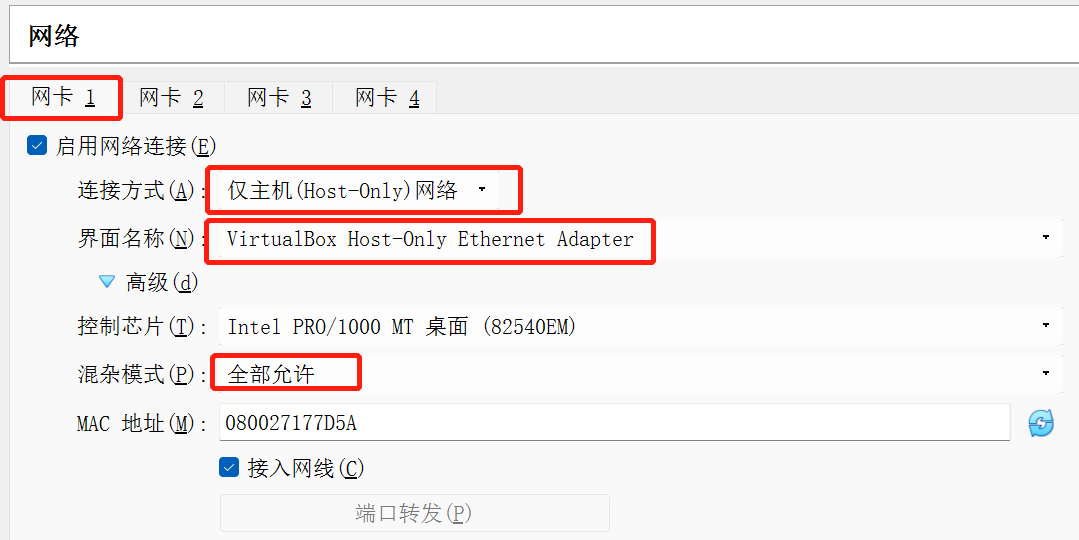 网络
网卡 1 网卡 2 网卡 3 网卡 4
启用网络连接(E)
连接方式(A): 仅主机(Host-Only)网络
界面名称(N): VirtualBox Host-Only Ethernet Adapter
高级(d)
控制芯片(T): Intel PRO/1000 MT 桌面 (82540EM)
混杂模式(P): 全部允许
MAC 地址(M): 080027177D5A
接入网线(C)
端口转发(P)